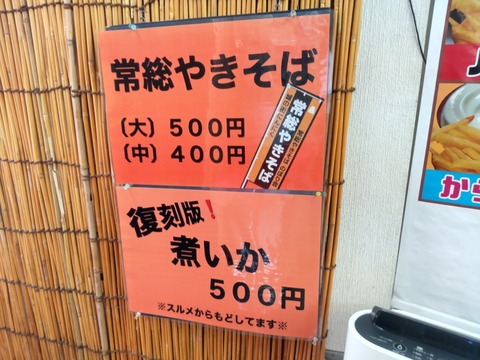 常総やきそば
（大）５００円
（中）４００円
常総やきそば
復刻版！
煮いか
５００円
※スルメからもどしてます※
から